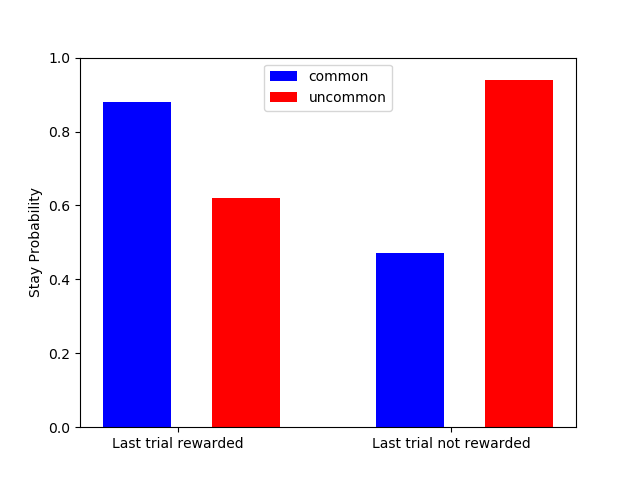 1.0
0.8
0.6
0.4
0.2
0.0
Stay Probability
common
uncommon
Last trial rewarded
Last trial not rewarded